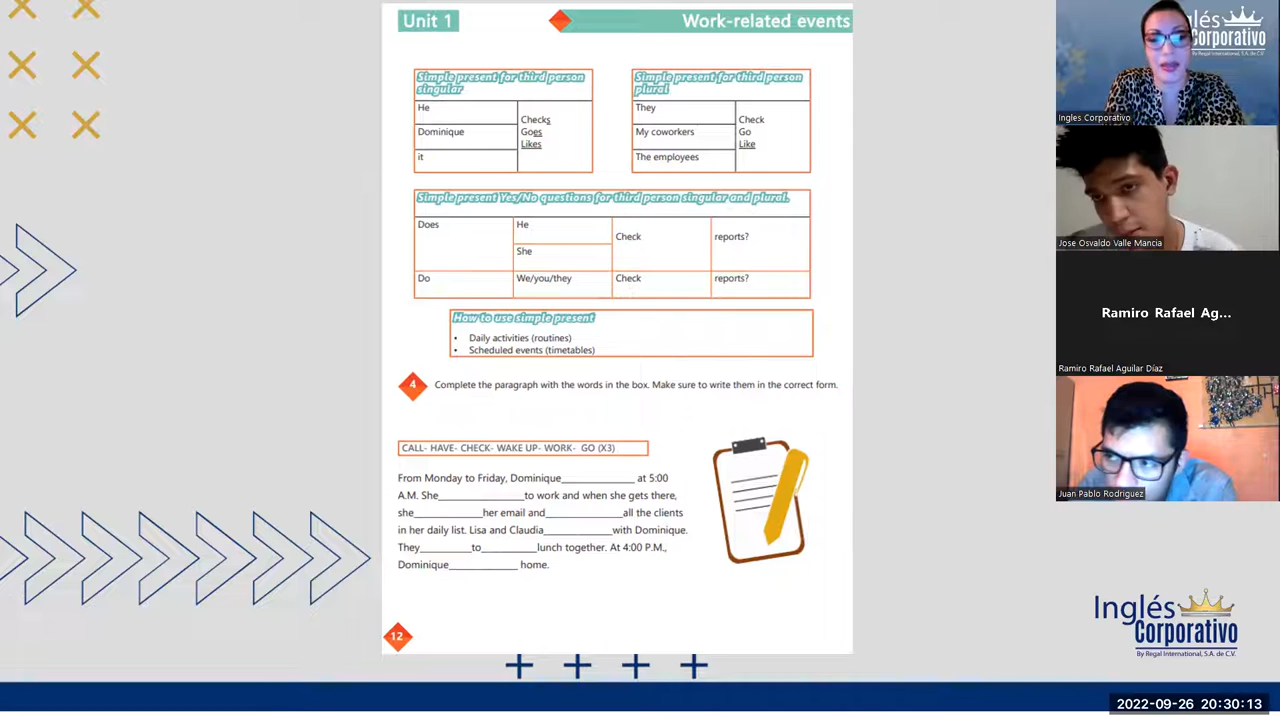 Unit 1
Work-related events
Simple present for third person
singular
He
Dominique
it
Checks
Goes
Likes
Simple present for third person
plural
They
My coworkers
The employees
Check
Go
Like
Simple present Yes/No questions for third person singular and plural.
Does
He
She
Check
reports?
Do
We/you/they
Check
reports?
How to use simple present
• Daily activities (routines)
• Scheduled events (timetables)
4
Complete the paragraph with the words in the box. Make sure to write them in the correct form.
CALL- HAVE- CHECK- WAKE UP- WORK- GO (X3)
From Monday to Friday, Dominique______________ at 5:00
A.M. She________________to work and when she gets there,
she_____________her email and______________all the clients
in her daily list. Lisa and Claudia_____________with Dominique.
They__________to__________lunch together. At 4:00 P.M.,
Dominique_____________ home.
12
Inglés
Corporativo
By Regal International, S.A. de C.V.
Ingles Corporativo
Jose Osvaldo Valle Mancia
Ramiro Rafael Ag...
Ramiro Rafael Aguilar Díaz
Juan Pablo Rodriguez
Inglés
Corporativo
By Regal International, S.A. de C.V.
2022-09-26 20:30:13